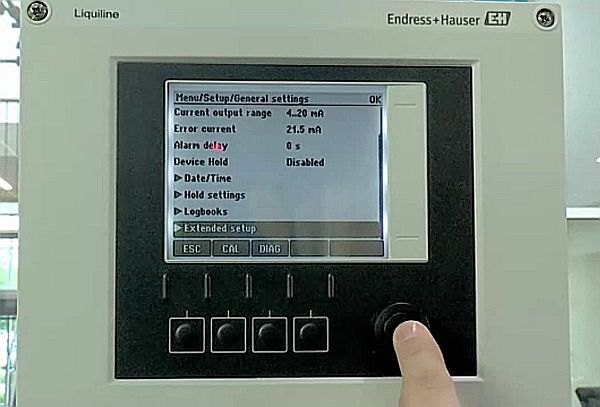 Liquiline
Endress+Hauser EH
Menu/Setup/General settings OK
Current output range 4..20 mA
Error current 21.5 mA
Alarm delay 0 s
Device Hold Disabled
Date/Time
Hold settings
Logbooks
Extended setup
ESC CAL DIAG